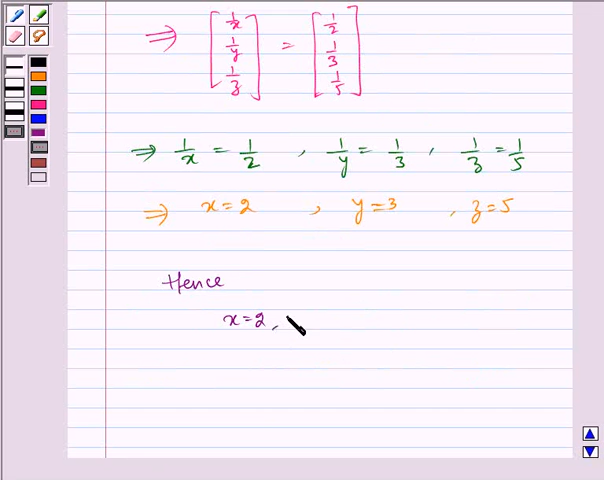 ⇒ [1/x 1/y 1/z] = [1/2 1/3 1/5]
⇒ 1/x = 1/2 , 1/y = 1/3 , 1/z = 1/5
⇒ x=2 , y=3 , z=5
Hence
x=2,